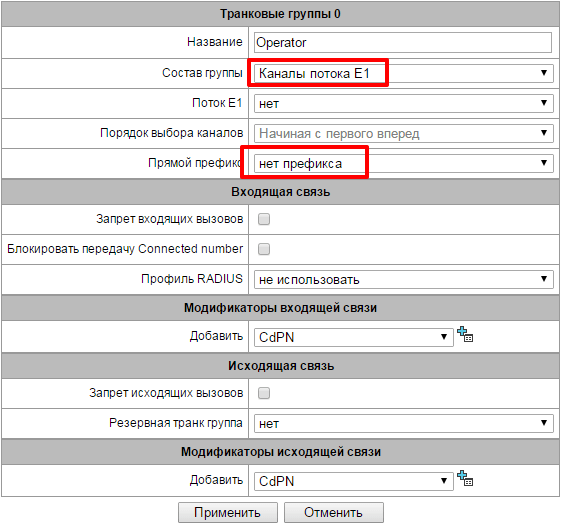 Транковые группы 0
Название Operator
Состав группы Каналы потока E1
Поток E1 нет
Порядок выбора каналов Начиная с первого вперед
Прямой префикс нет префикса
Входящая связь
Запрет входящих вызовов
Блокировать передачу Connected number
Профиль RADIUS не использовать
Модификаторы входящей связи
Добавить CdPN
Исходящая связь
Запрет исходящих вызовов
Резервная транк группа нет
Модификаторы исходящей связи
Добавить CdPN
Применить Отменить